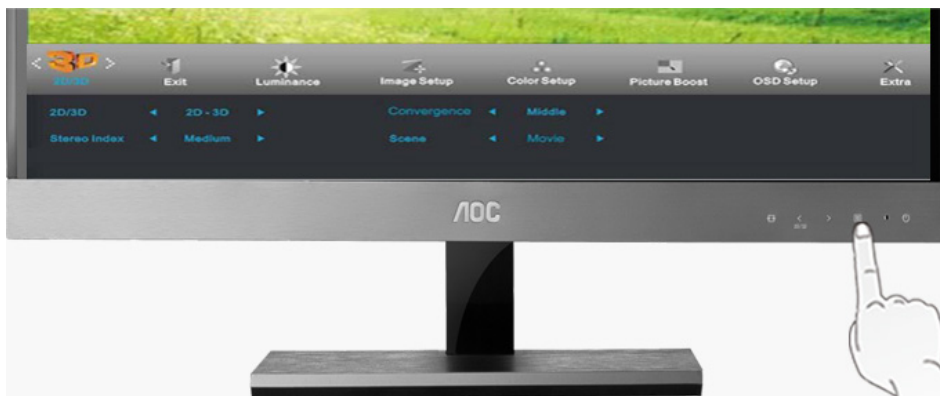 < 3D >
2D/3D Exit Luminance Image Setup Color Setup Picture Boost OSD Setup Extra
2D/3D ◄ 2D - 3D ► Convergence ◄ Middle ►
Stereo Index ◄ Medium ► Scene ◄ Movie ►
AOC
< >